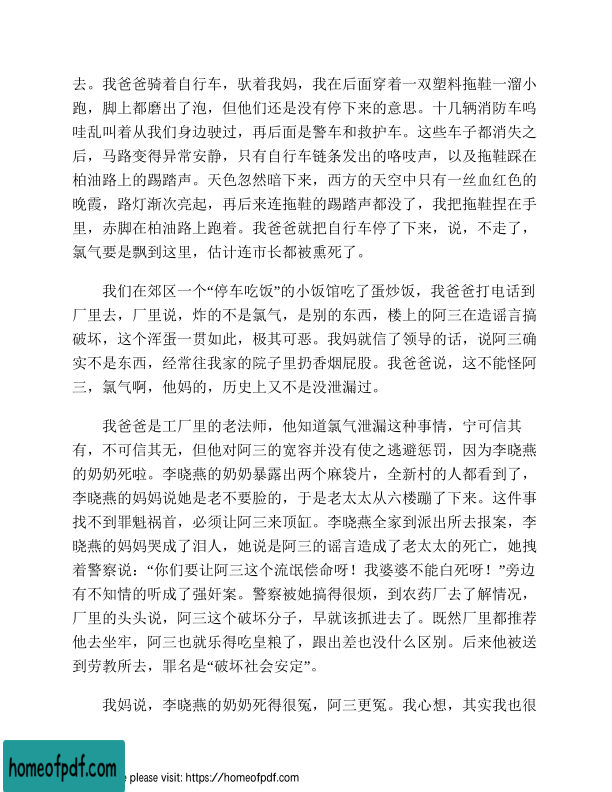 去。我爸爸骑着自行车，驮着我妈，我在后面穿着一双塑料拖鞋一溜小
跑，脚上都磨出了泡，但他们还是没有停下来的意思。十几辆消防车呜
哇乱叫着从我们身边驶过，再后面是警车和救护车。这些车子都消失之
后，马路变得异常安静，只有自行车链条发出的咯吱声，以及拖鞋踩在
柏油路上的踢踏声。天色忽然暗下来，西方的天空中只有一丝血红色的
晚霞，路灯渐次亮起，再后来连拖鞋的踢踏声都没了，我把拖鞋捏在手
里，赤脚在柏油路上跑着。我爸爸就把自行车停了下来，说，不走了，
氯气要是飘到这里，估计连市长都被熏死了。
我们在郊区一个“停车吃饭”的小饭馆吃了蛋炒饭，我爸爸打电话到
厂里去，厂里说，炸的不是氯气，是别的东西，楼上的阿三在造谣言搞
破坏，这个浑蛋一贯如此，极其可恶。我妈就信了领导的话，说阿三确
实不是东西，经常往我家的院子里扔香烟屁股。我爸爸说，这不能怪阿
三，氯气啊，他妈的，历史上又不是没泄漏过。
我爸爸是工厂里的老法师，他知道氯气泄漏这种事情，宁可信其
有，不可信其无，但他对阿三的宽容并没有使之逃避惩罚，因为李晓燕
的奶奶死啦。李晓燕的奶奶暴露出两个麻袋片，全新村的人都看到了，
李晓燕的妈妈说她是老不要脸的，于是老太太从六楼蹦了下来。这件事
找不到罪魁祸首，必须让阿三来顶缸。李晓燕全家到派出所去报案，李
晓燕的妈妈哭成了泪人，她说是阿三的谣言造成了老太太的死亡，她拽
着警察说：“你们要让阿三这个流氓偿命呀！我婆婆不能白死呀！”旁边
有不知情的听成了强奸案。警察被她搞得很烦，到农药厂去了解情况，
厂里的头头说，阿三这个破坏分子，早就该抓进去了。既然厂里都推荐
他去坐牢，阿三也就乐得吃皇粮了，跟出差也没什么区别。后来他被送
到劳教所去，罪名是“破坏社会安定”。
我妈说，李晓燕的奶奶死得很冤，阿三更冤。我心想，其实我也很
homeofpdf.com
e please visit: https://homeofpdf.com